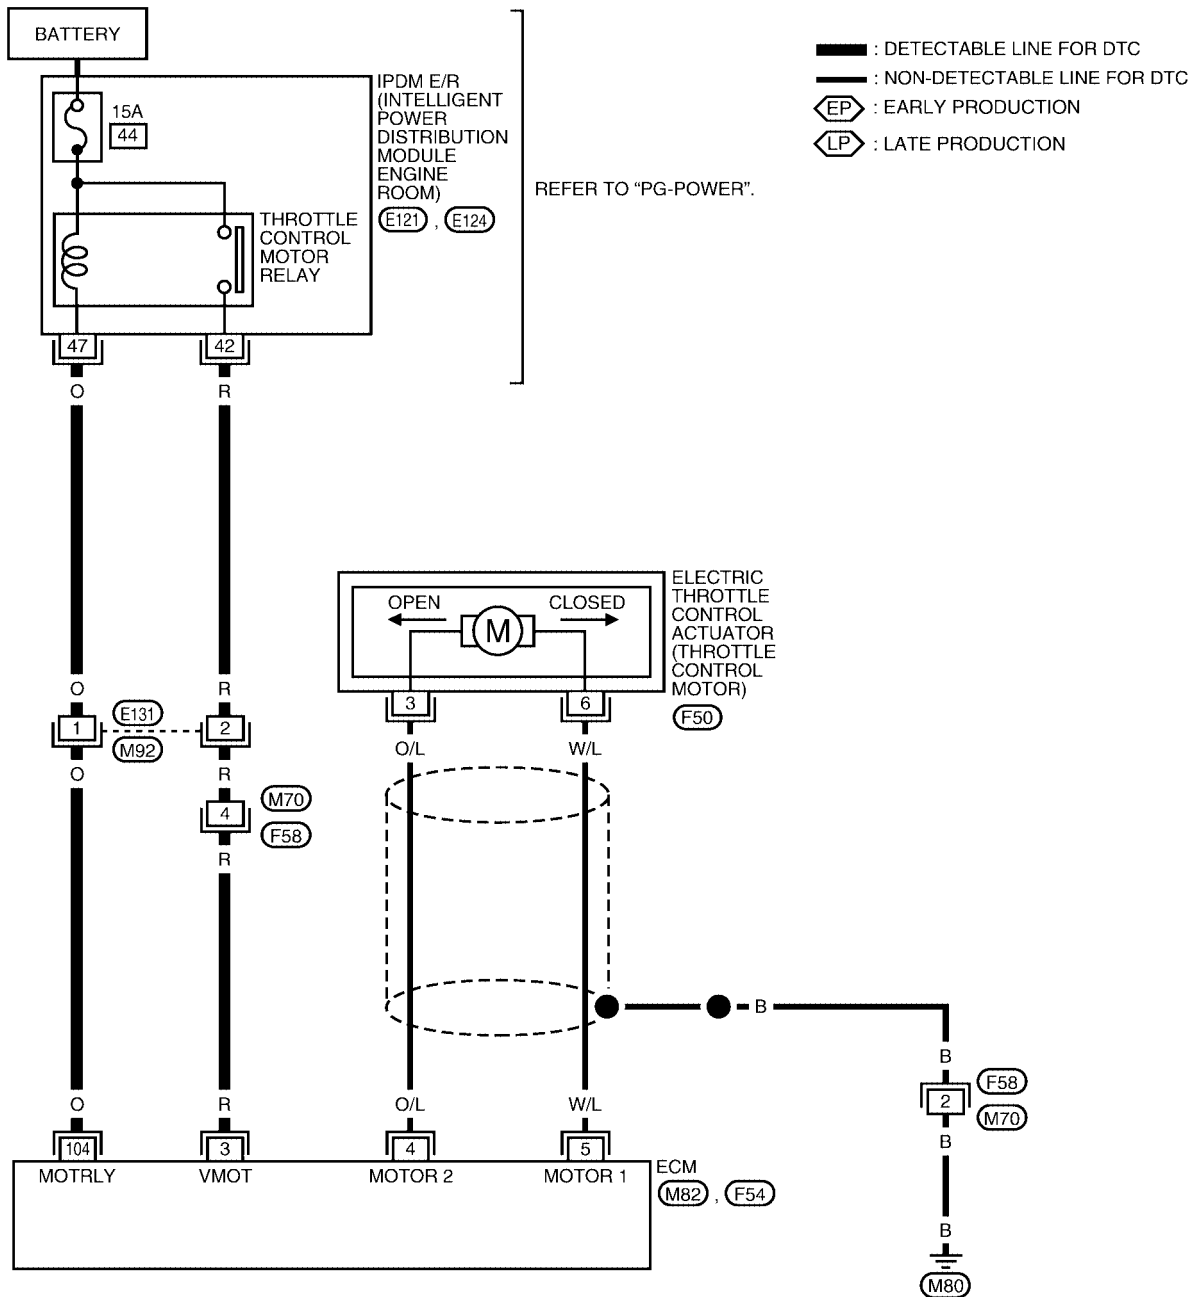 BATTERY
: DETECTABLE LINE FOR DTC
: NON-DETECTABLE LINE FOR DTC
EP : EARLY PRODUCTION
LP : LATE PRODUCTION
15A
44
IPDM E/R
(INTELLIGENT
POWER
DISTRIBUTION
MODULE
ENGINE
ROOM)
E121 , E124
REFER TO “PG-POWER”.
THROTTLE
CONTROL
MOTOR
RELAY
47 42
O R
ELECTRIC
THROTTLE
CONTROL
ACTUATOR
(THROTTLE
CONTROL
MOTOR)
F50
OPEN CLOSED
M
O R
3 6
1 E131 2
M92
O/L W/L
O R
4 M70
F58
R
B
B
F58
2
M70
B
O R O/L W/L
104 3 4 5
MOTRLY VMOT MOTOR 2 MOTOR 1
ECM
M82 , F54
B
M80